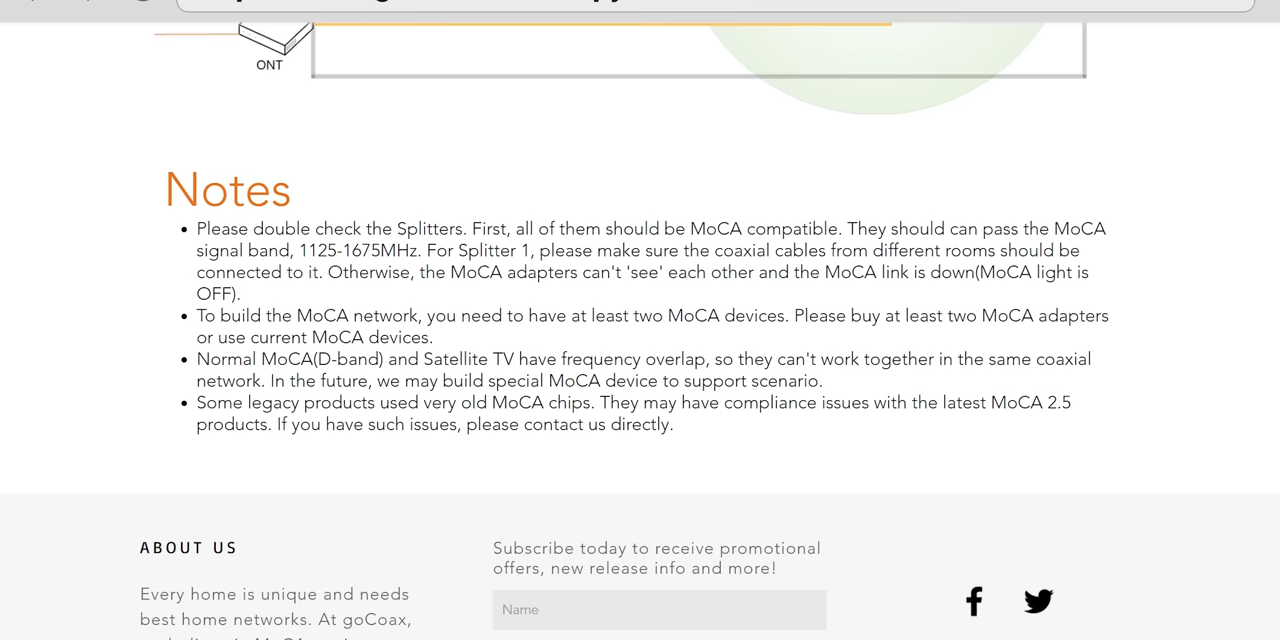 ONT
Notes
• Please double check the Splitters. First, all of them should be MoCA compatible. They should can pass the MoCA
signal band, 1125-1675MHz. For Splitter 1, please make sure the coaxial cables from different rooms should be
connected to it. Otherwise, the MoCA adapters can't 'see' each other and the MoCA link is down(MoCA light is
OFF).
• To build the MoCA network, you need to have at least two MoCA devices. Please buy at least two MoCA adapters
or use current MoCA devices.
• Normal MoCA(D-band) and Satellite TV have frequency overlap, so they can't work together in the same coaxial
network. In the future, we may build special MoCA device to support scenario.
• Some legacy products used very old MoCA chips. They may have compliance issues with the latest MoCA 2.5
products. If you have such issues, please contact us directly.
ABOUT US
Every home is unique and needs
best home networks. At goCoax,
Subscribe today to receive promotional
offers, new release info and more!
Name